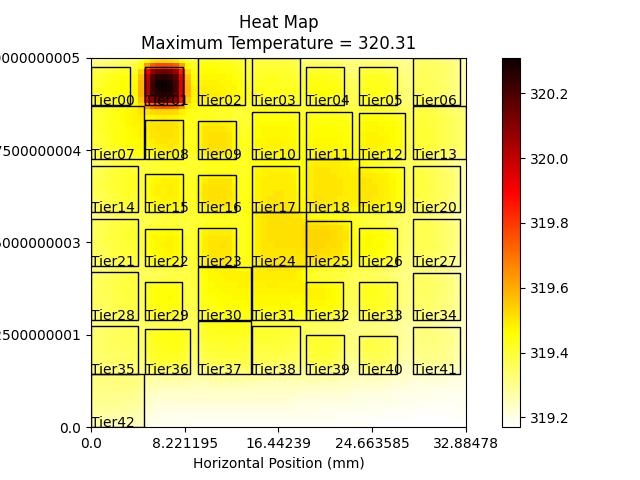 Heat Map
Maximum Temperature = 320.31
0000000005
7500000004
5000000003
2500000001
0.0
Tier00 Tier01 Tier02 Tier03 Tier04 Tier05 Tier06
Tier07 Tier08 Tier09 Tier10 Tier11 Tier12 Tier13
Tier14 Tier15 Tier16 Tier17 Tier18 Tier19 Tier20
Tier21 Tier22 Tier23 Tier24 Tier25 Tier26 Tier27
Tier28 Tier29 Tier30 Tier31 Tier32 Tier33 Tier34
Tier35 Tier36 Tier37 Tier38 Tier39 Tier40 Tier41
Tier42
0.0 8.221195 16.44239 24.663585 32.88478
Horizontal Position (mm)
320.2
320.0
319.8
319.6
319.4
319.2